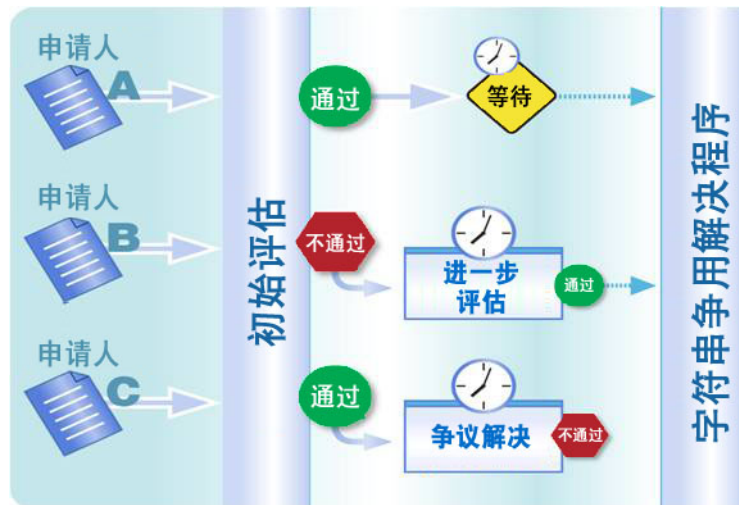 申请人
A
通过
等待
申请人
B
初始评估
不通过
进一步
评估
通过
申请人
C
通过
争议解决
不通过
字符串争用解决程序